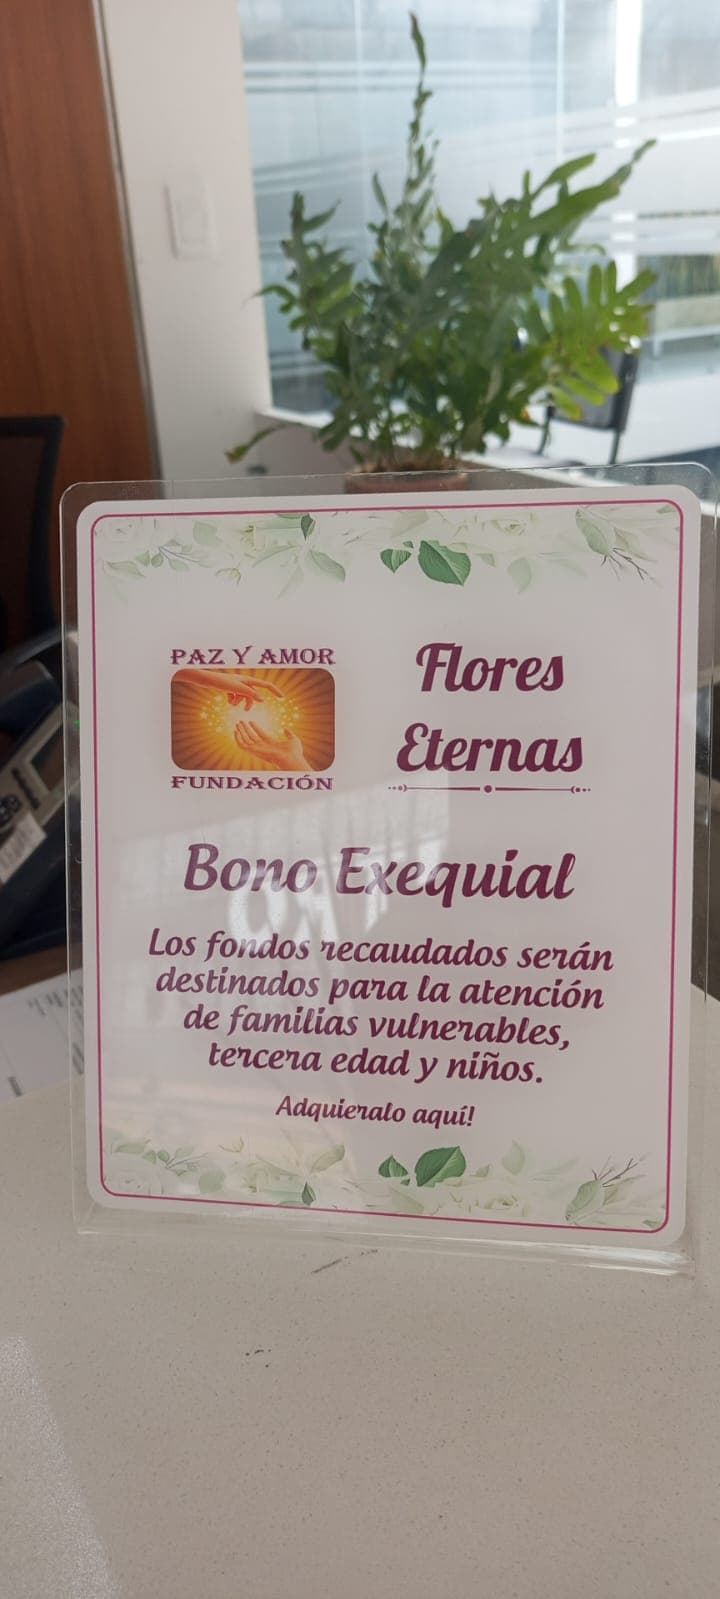 PAZ Y AMOR
FUNDACIÓN
Flores
Eternas
Bono Exequial
Los fondos recaudados serán
destinados para la atención
de familias vulnerables,
tercera edad y niños.
Adquieralo aquí!